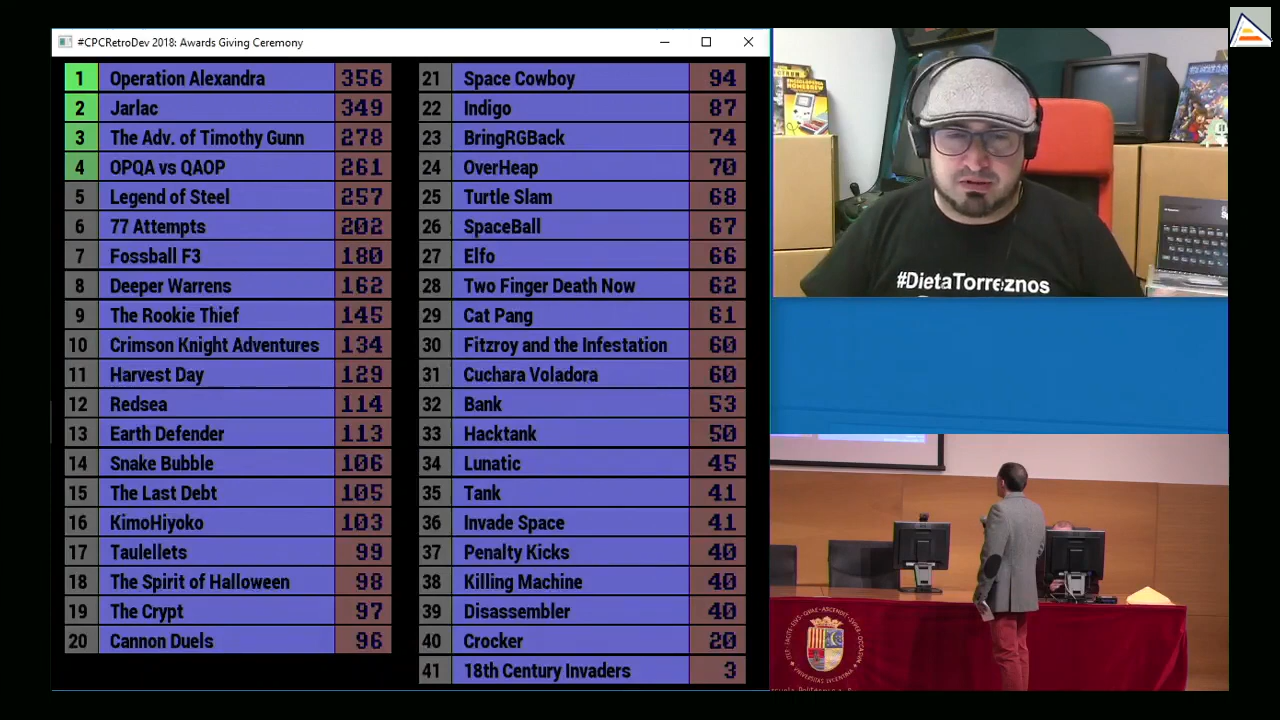 #CPCRetroDev 2018: Awards Giving Ceremony
1 Operation Alexandra 356
2 Jarlac 349
3 The Adv. of Timothy Gunn 278
4 OPQA vs QAOP 261
5 Legend of Steel 257
6 77 Attempts 202
7 Fossball F3 180
8 Deeper Warrens 162
9 The Rookie Thief 145
10 Crimson Knight Adventures 134
11 Harvest Day 129
12 Redsea 114
13 Earth Defender 113
14 Snake Bubble 106
15 The Last Debt 105
16 KimoHiyoko 103
17 Taulellets 99
18 The Spirit of Halloween 98
19 The Crypt 97
20 Cannon Duels 96
21 Space Cowboy 94
22 Indigo 87
23 BringRGBack 74
24 OverHeap 70
25 Turtle Slam 68
26 SpaceBall 67
27 Elfo 66
28 Two Finger Death Now 62
29 Cat Pang 61
30 Fitzroy and the Infestation 60
31 Cuchara Voladora 60
32 Bank 53
33 Hacktank 50
34 Lunatic 45
35 Tank 41
36 Invade Space 41
37 Penalty Kicks 40
38 Killing Machine 40
39 Disassembler 40
40 Crocker 20
41 18th Century Invaders 3
#DietaTorreznos